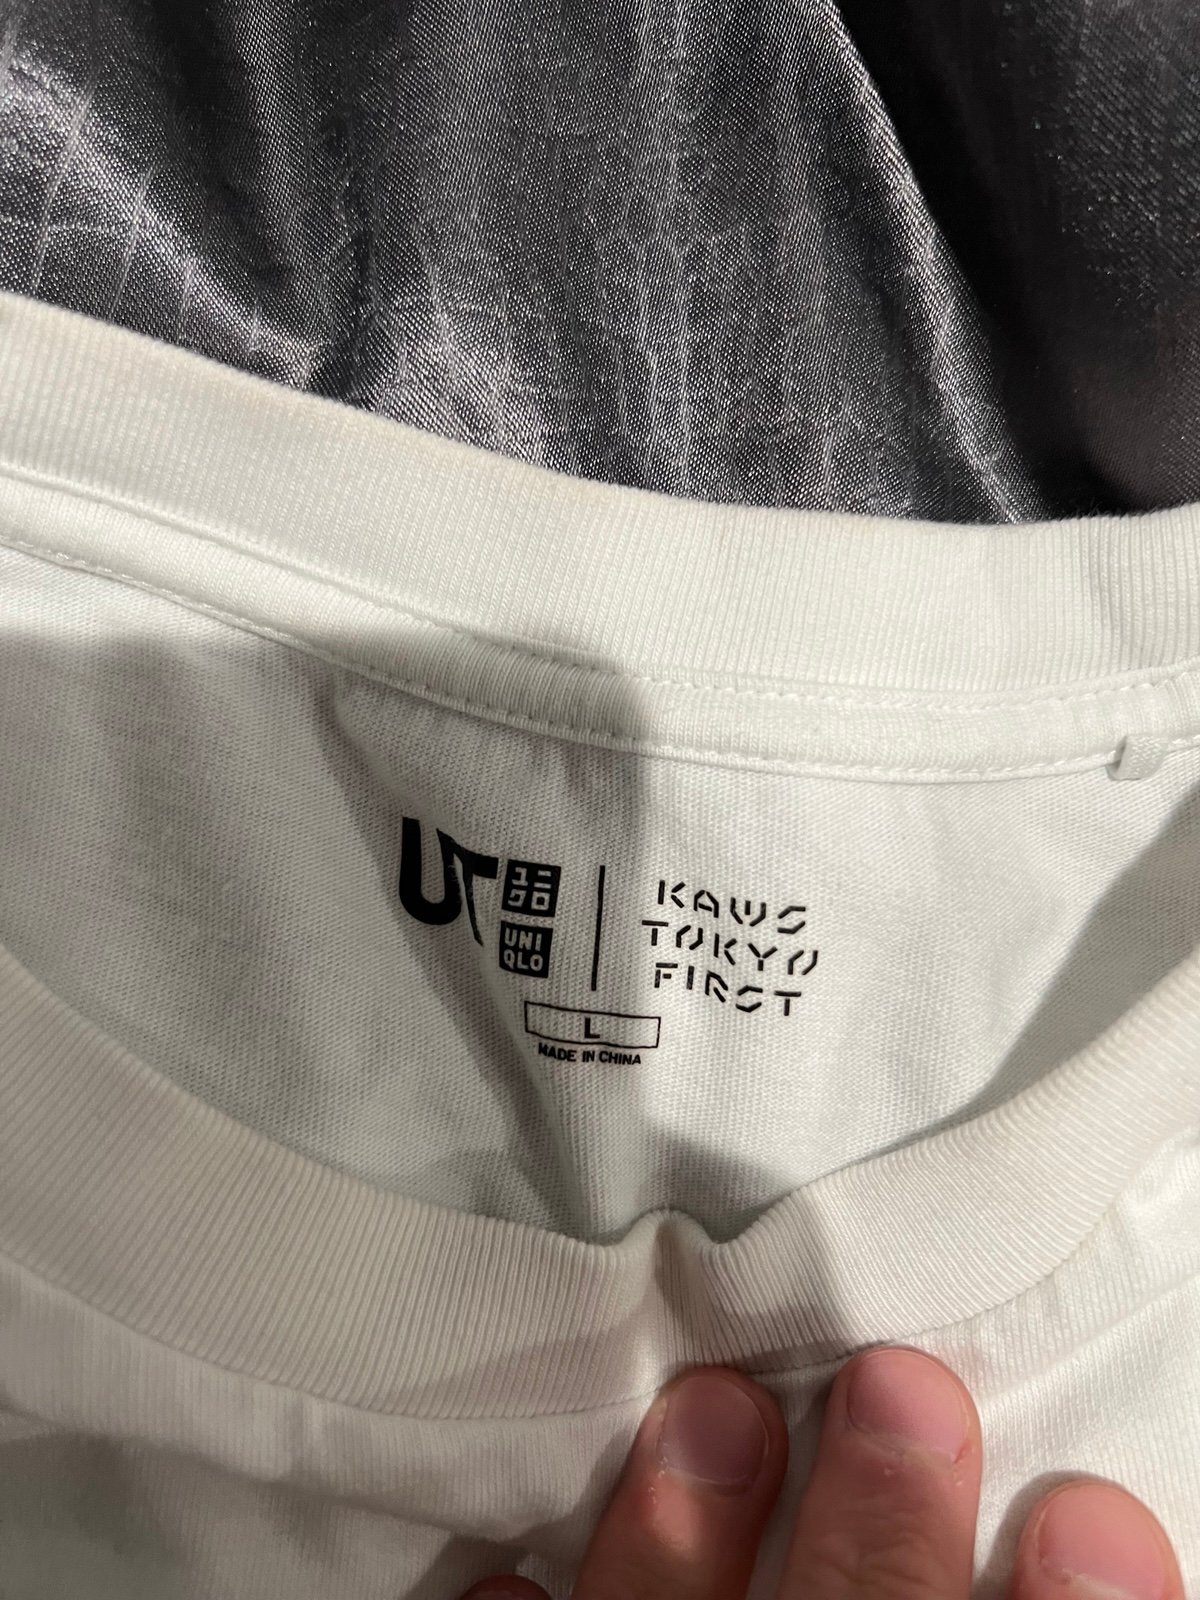 UT
ユニ
クロ
UNI
QLO
KAWS
TOKYO
FIRST
L
MADE IN CHINA